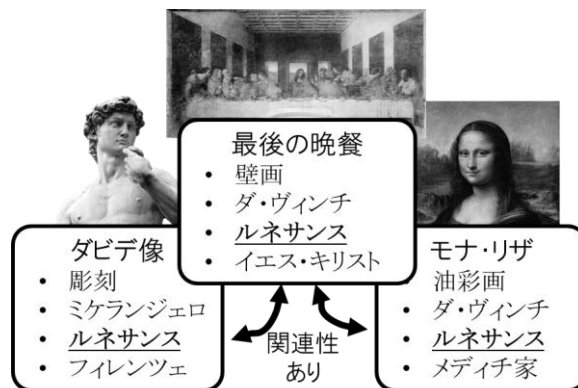 最後の晩餐
• 壁画
• ダ・ヴィンチ
• ルネサンス
• イエス・キリスト
ダビデ像
• 彫刻
• ミケランジェロ
• ルネサンス
• フィレンツェ
モナ・リザ
• 油彩画
• ダ・ヴィンチ
• ルネサンス
• メディチ家
関連性
あり